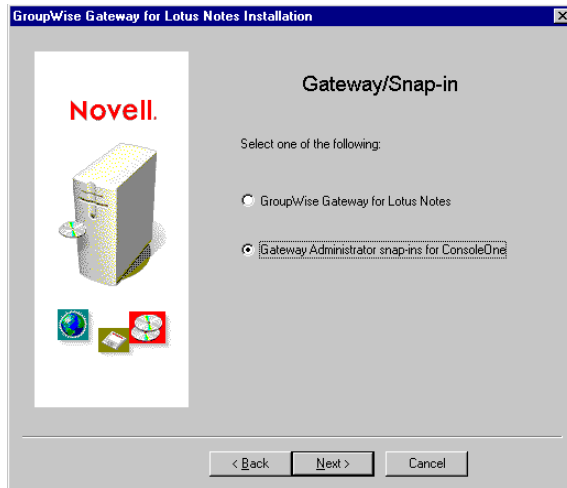 GroupWise Gateway for Lotus Notes Installation
Novell.
Gateway/Snap-in
Select one of the following:
GroupWise Gateway for Lotus Notes
Gateway Administrator snap-ins for ConsoleOne
< Back
Next >
Cancel